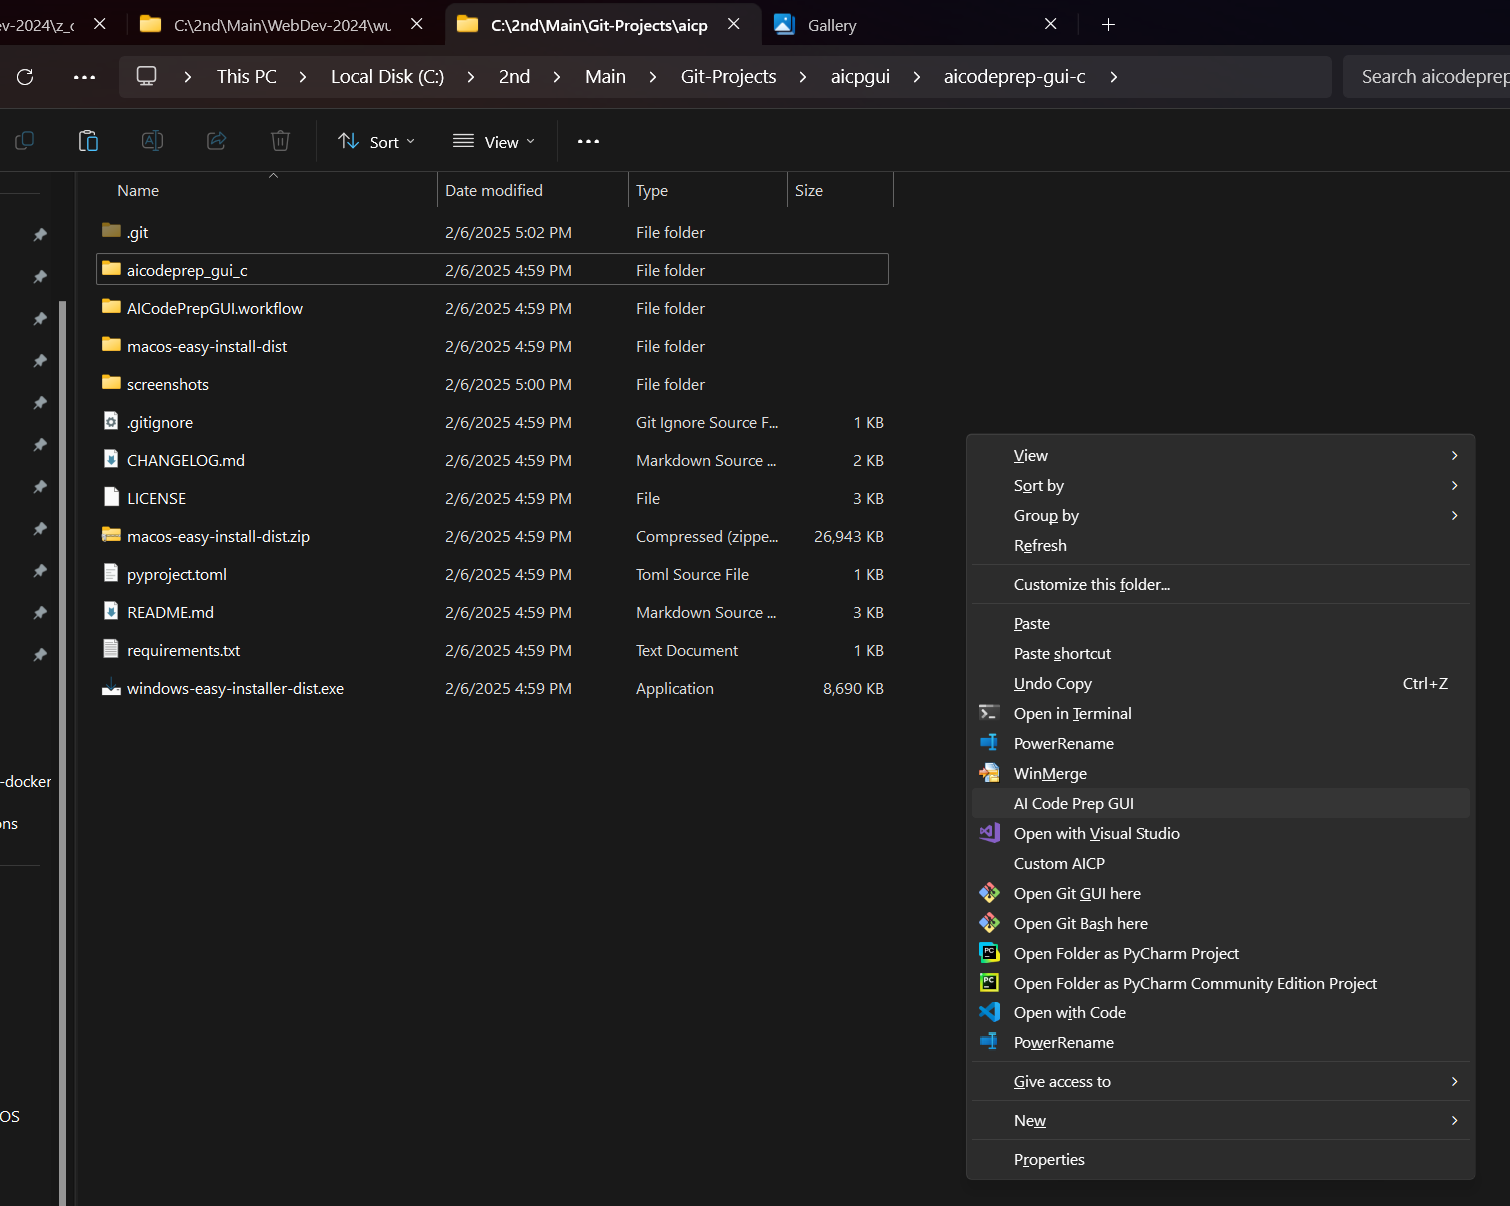 ev-2024\z_c C:\2nd\Main\WebDev-2024\wu C:\2nd\Main\Git-Projects\aicp Gallery
This PC Local Disk (C:) 2nd Main Git-Projects aicpgui aicodeprep-gui-c Search aicodeprep
Sort View
Name Date modified Type Size
.git 2/6/2025 5:02 PM File folder
aicodeprep_gui_c 2/6/2025 4:59 PM File folder
AICodePrepGUI.workflow 2/6/2025 4:59 PM File folder
macos-easy-install-dist 2/6/2025 4:59 PM File folder
screenshots 2/6/2025 5:00 PM File folder
.gitignore 2/6/2025 4:59 PM Git Ignore Source F... 1 KB
CHANGELOG.md 2/6/2025 4:59 PM Markdown Source ... 2 KB
LICENSE 2/6/2025 4:59 PM File 3 KB
macos-easy-install-dist.zip 2/6/2025 4:59 PM Compressed (zippe... 26,943 KB
pyproject.toml 2/6/2025 4:59 PM Toml Source File 1 KB
README.md 2/6/2025 4:59 PM Markdown Source ... 3 KB
requirements.txt 2/6/2025 4:59 PM Text Document 1 KB
windows-easy-installer-dist.exe 2/6/2025 4:59 PM Application 8,690 KB
-docker
ons
OS
View
Sort by
Group by
Refresh
Customize this folder...
Paste
Paste shortcut
Undo Copy Ctrl+Z
Open in Terminal
PowerRename
WinMerge
AI Code Prep GUI
Open with Visual Studio
Custom AICP
Open Git GUI here
Open Git Bash here
Open Folder as PyCharm Project
Open Folder as PyCharm Community Edition Project
Open with Code
PowerRename
Give access to
New
Properties